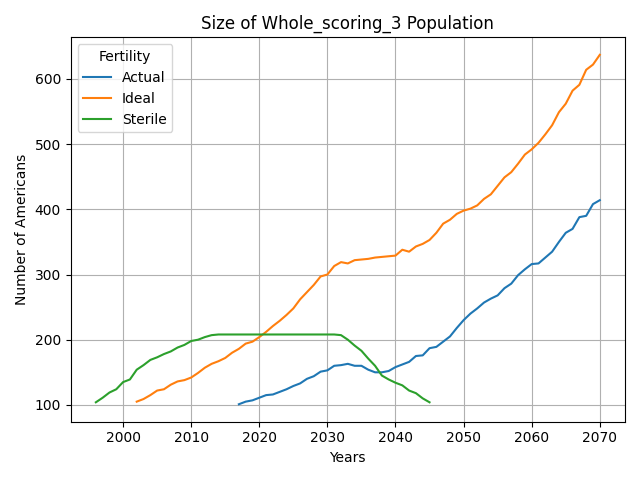 Size of Whole_scoring_3 Population
Fertility
Actual
Ideal
Sterile
Number of Americans
600
500
400
300
200
100
2000 2010 2020 2030 2040 2050 2060 2070
Years